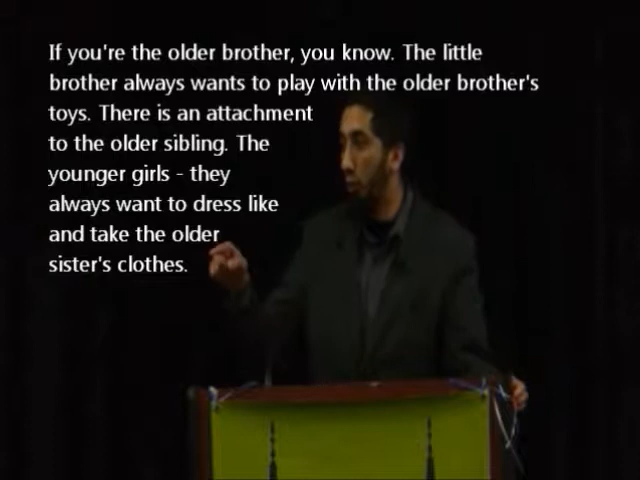 If you're the older brother, you know. The little
brother always wants to play with the older brother's
toys. There is an attachment
to the older sibling. The
younger girls - they
always want to dress like
and take the older
sister's clothes.